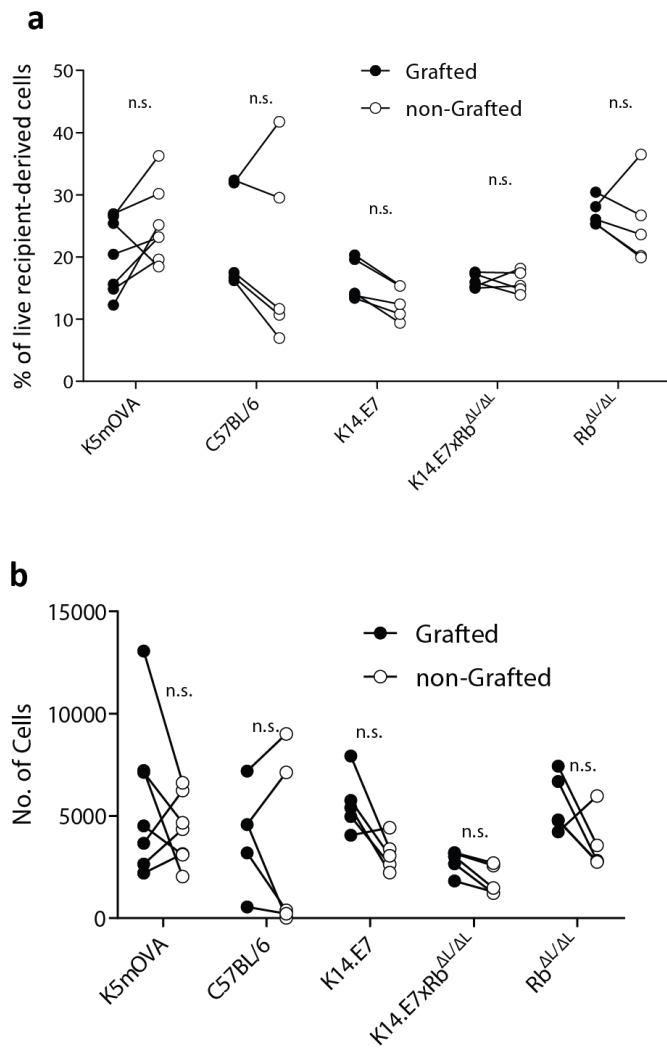 a
% of live recipient-derived cells
50
40
30
20
10
0
Grafted
non-Grafted
n.s.
n.s.
n.s.
n.s.
n.s.
K5mOVA
C57BL/6
K14.E7
K14.E7xRbΔL/ΔL
RbΔL/ΔL
b
No. of Cells
15000
10000
5000
0
Grafted
non-Grafted
n.s.
n.s.
n.s.
n.s.
n.s.
K5mOVA
C57BL/6
K14.E7
K14.E7xRbΔL/ΔL
RbΔL/ΔL